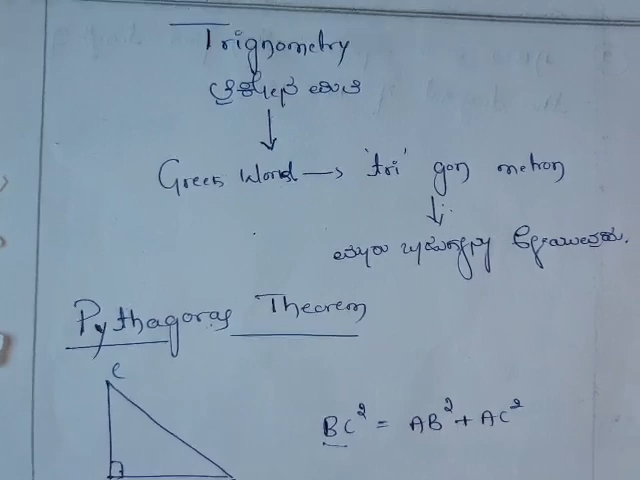 Trignometry
ತ್ರಿಕೋನ ಮಿತಿ
Greek Word → 'tri' gon metron
Pythagoras Theorem
C
BC² = AB² + AC²